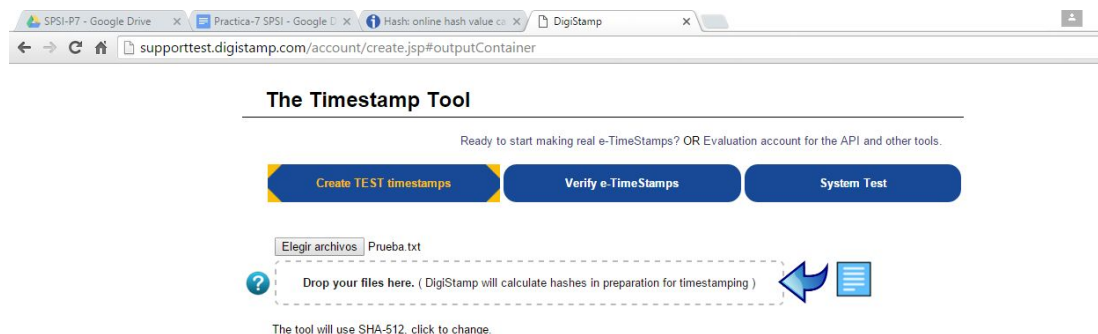 SPSI-P7 - Google Drive
Practica-7 SPSI - Google D
Hash: online hash value ca
DigiStamp
supporttest.digistamp.com/account/create.jsp#outputContainer
The Timestamp Tool
Ready to start making real e-TimeStamps? OR Evaluation account for the API and other tools.
Create TEST timestamps
Verify e-TimeStamps
System Test
Elegir archivos Prueba.txt
? Drop your files here. ( DigiStamp will calculate hashes in preparation for timestamping )
The tool will use SHA-512, click to change.